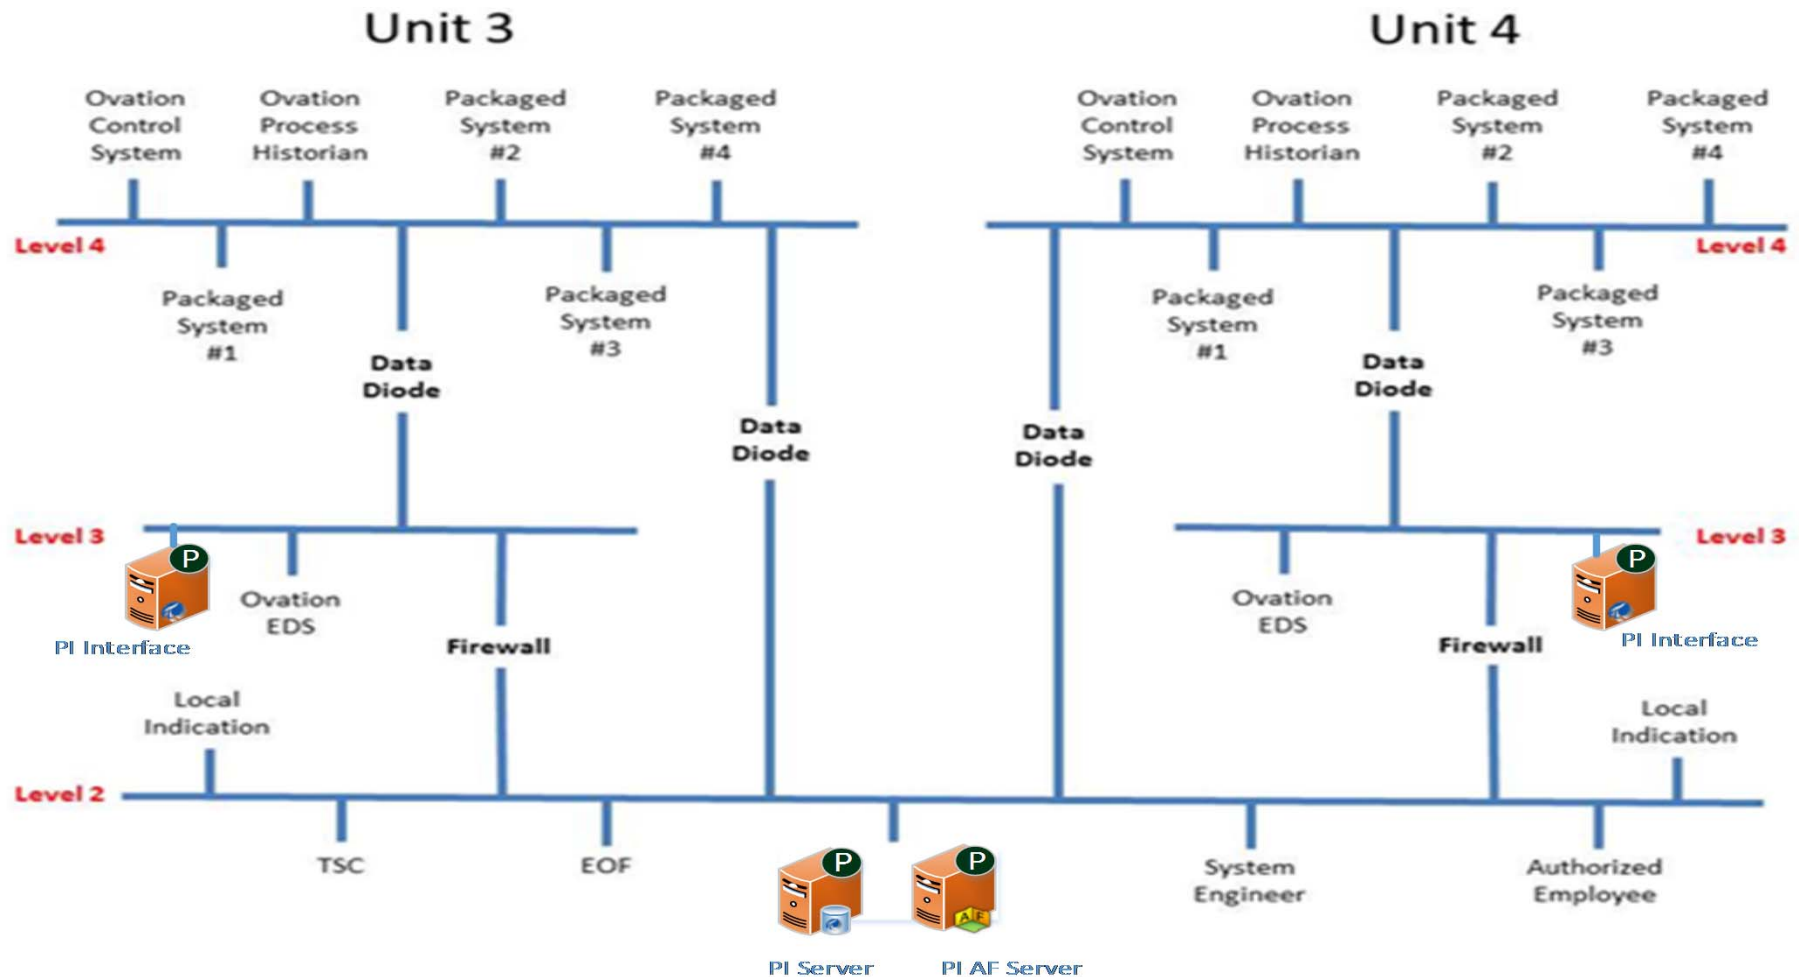 Unit 3
Unit 4
Ovation
Control
System
Ovation
Process
Historian
Packaged
System
#2
Packaged
System
#4
Ovation
Control
System
Ovation
Process
Historian
Packaged
System
#2
Packaged
System
#4
Level 4
Level 4
Packaged
System
#1
Packaged
System
#3
Packaged
System
#1
Packaged
System
#3
Data
Diode
Data
Diode
Data
Diode
Data
Diode
Level 3
Level 3
P
PI Interface
Ovation
EDS
Firewall
Ovation
EDS
Firewall
P
PI Interface
Local
Indication
Local
Indication
Level 2
TSC
EOF
P
PI Server
P
AF
PI AF Server
System
Engineer
Authorized
Employee